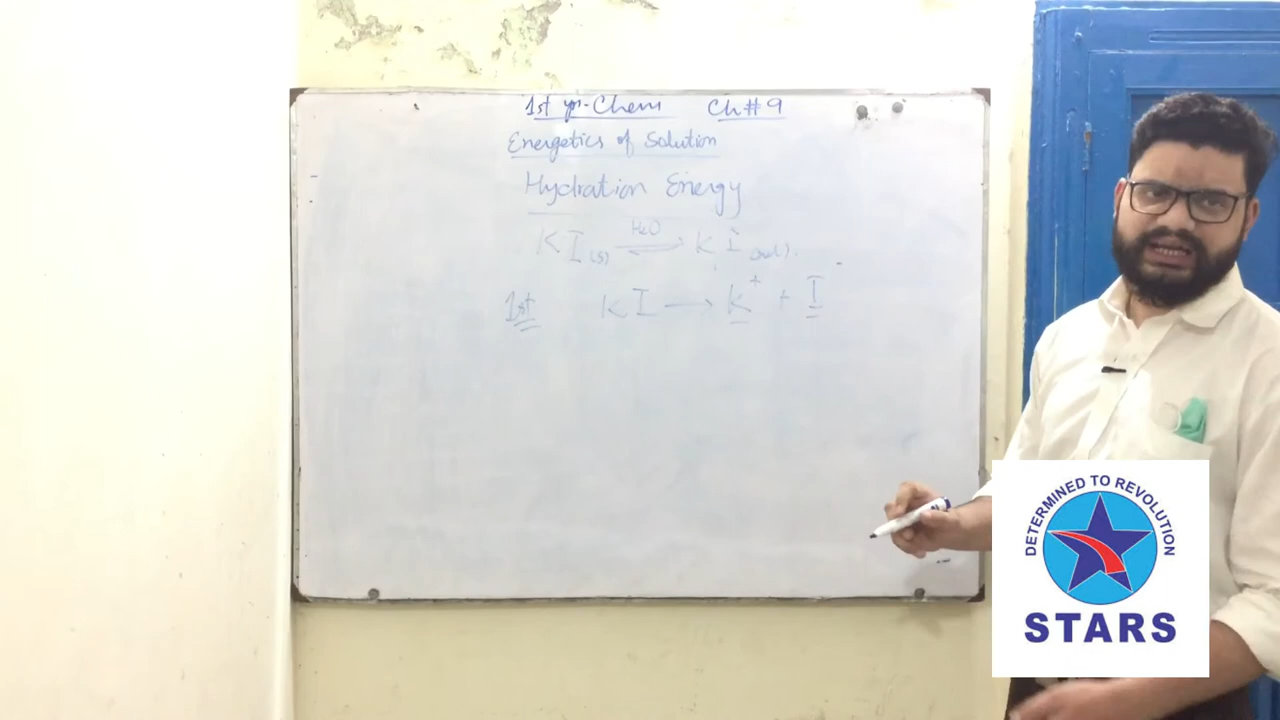 1st yr. Chem Ch # 9
Energetics of Solution
Hydration Energy
KI(s) H₂O ⇌ KI(sol).
1st KI → K⁺ + I⁻
DETERMINED TO REVOLUTION
STARS